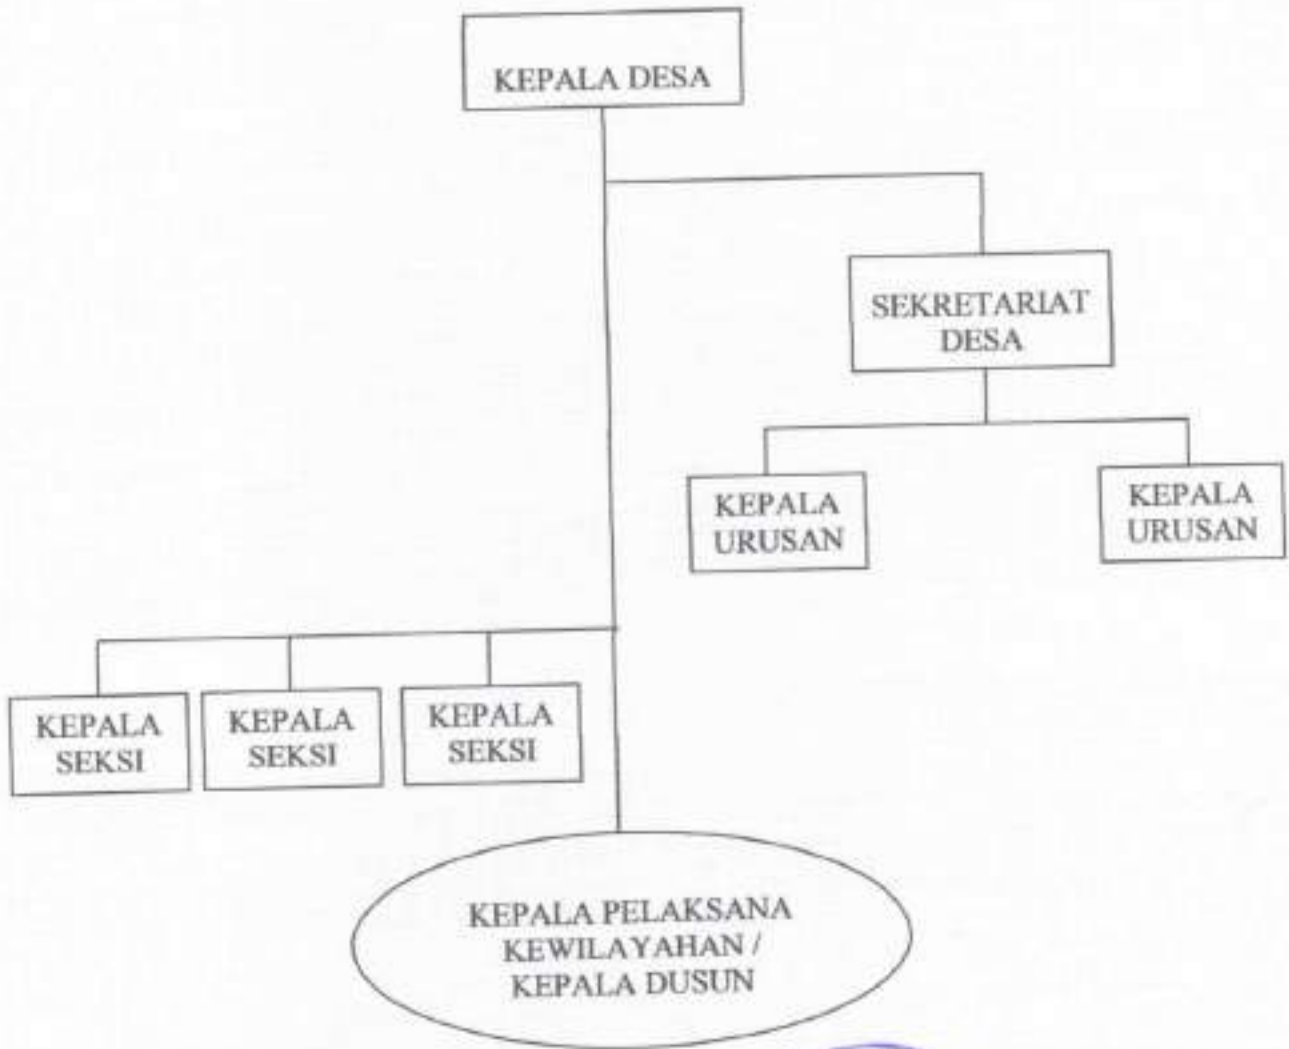 KEPALA DESA
SEKRETARIAT
DESA
KEPALA
URUSAN
KEPALA
URUSAN
KEPALA
SEKSI
KEPALA
SEKSI
KEPALA
SEKSI
KEPALA PELAKSANA
KEWILAYAHAN /
KEPALA DUSUN